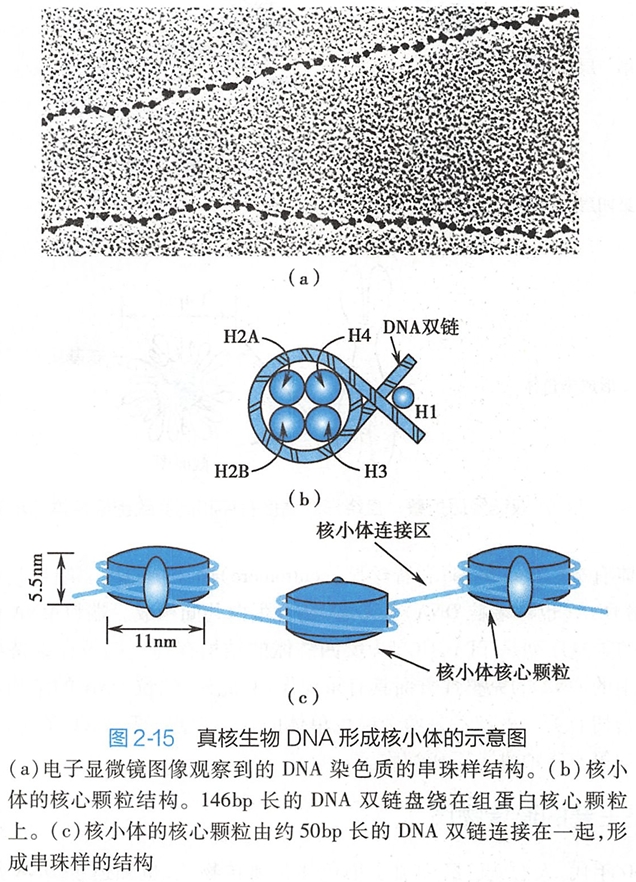 (a)
H2A
H4
DNA双链
H1
H2B
H3
(b)
核小体连接区
5.5nm
11nm
核小体核心颗粒
(c)
图 2-15 真核生物 DNA 形成核小体的示意图
(a)电子显微镜图像观察到的 DNA 染色质的串珠样结构。(b)核小
体的核心颗粒结构。146bp 长的 DNA 双链盘绕在组蛋白核心颗粒
上。(c)核小体的核心颗粒由约 50bp 长的 DNA 双链连接在一起,形
成串珠样的结构